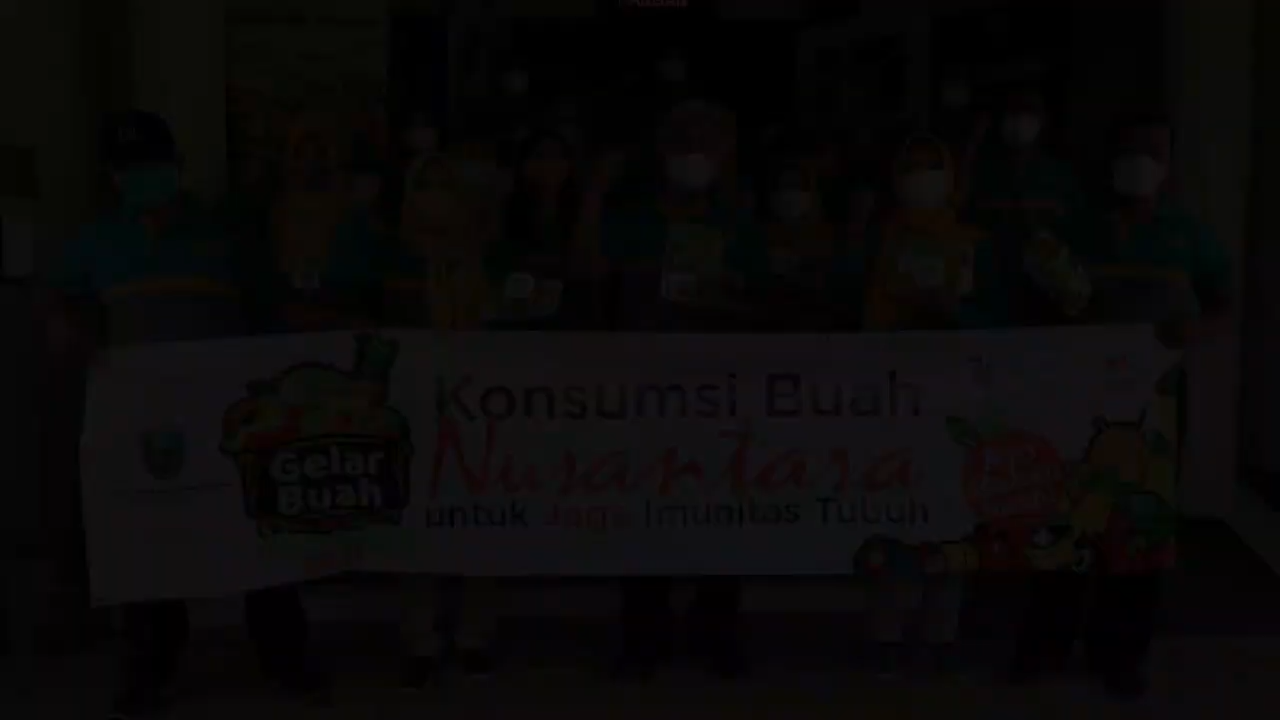 Konsumsi Buah
Nusantara
untuk Jaga Imunitas Tubuh
Gelar
Buah